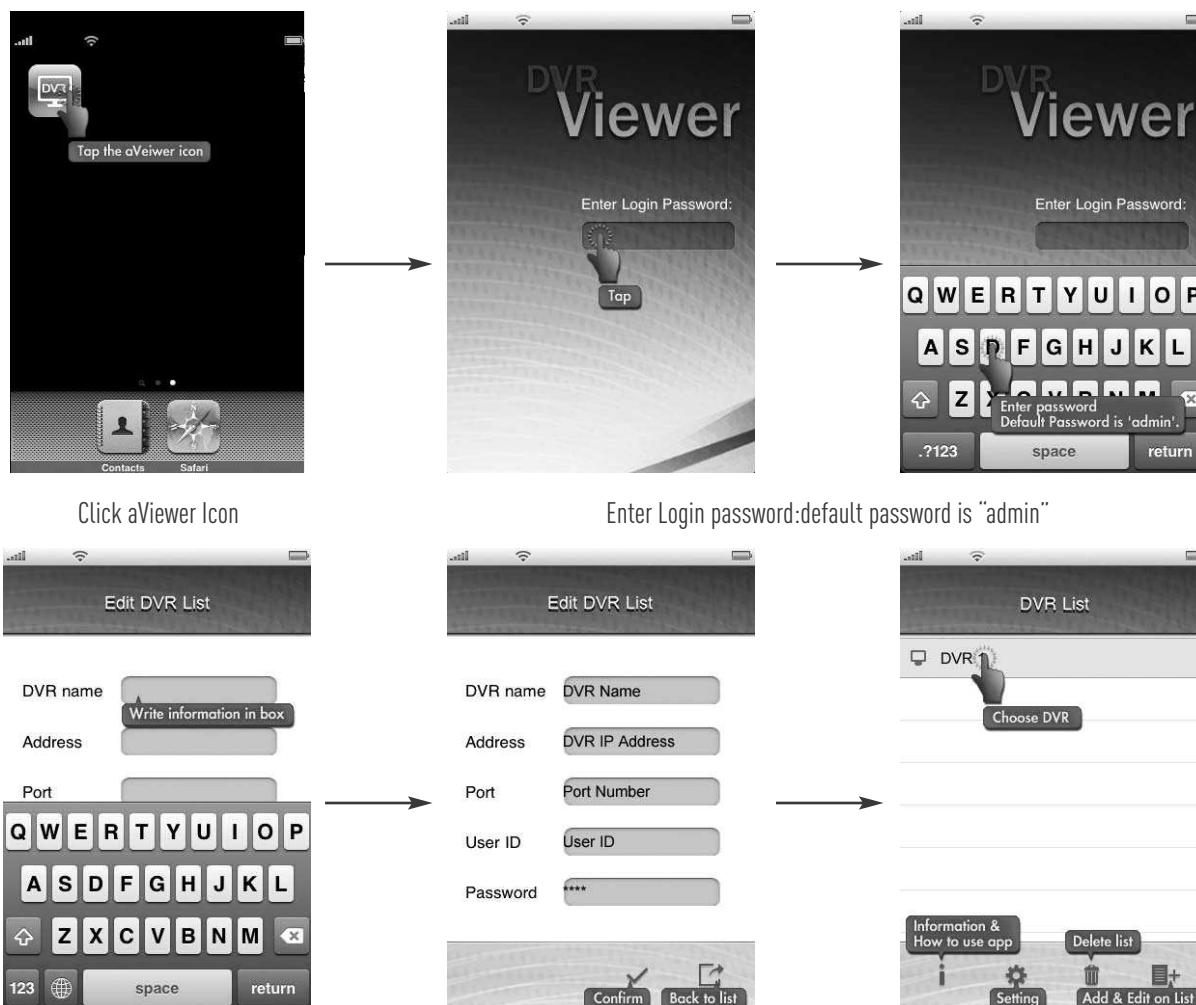 DVR
Tap the aVeiwer icon
Contacts
Safari
DVR
Viewer
Enter Login Password:
Tap
DVR
Viewer
Enter Login Password:
Q W E R T Y U I O P
A S D F G H J K L
Z X C V B N M
Enter password
Default Password is 'admin'.
.?123 space return
Click aViewer Icon
Enter Login password:default password is "admin"
Edit DVR List
DVR name
Write information in box
Address
Port
Q W E R T Y U I O P
A S D F G H J K L
Z X C V B N M
123 space return
Edit DVR List
DVR name DVR Name
Address DVR IP Address
Port Port Number
User ID User ID
Password ****
Confirm Back to list
DVR List
DVR 1
Choose DVR
Information &
How to use app
Delete list
Setting
Add & Edit on List